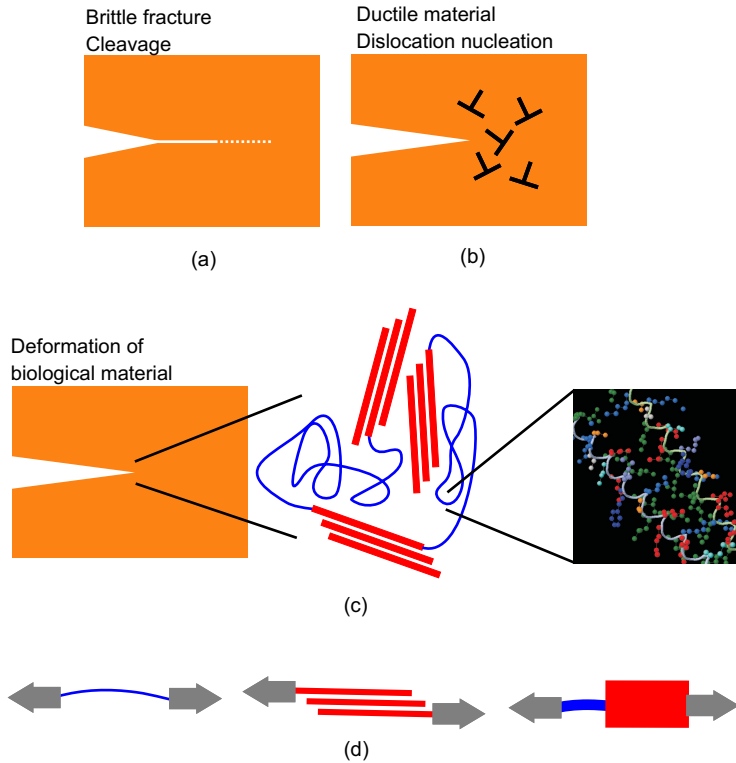 Brittle fracture
Cleavage
Ductile material
Dislocation nucleation
(a)
(b)
Deformation of
biological material
(c)
(d)